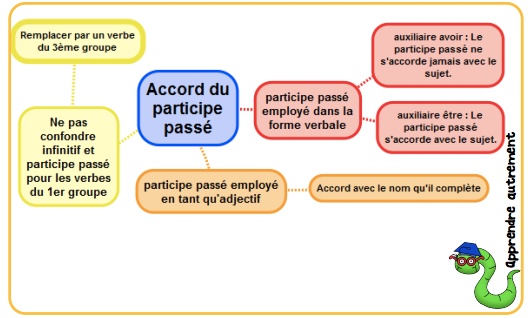 Remplacer par un verbe
du 3ème groupe
Ne pas
confondre
infinitif et
participe passé
pour les verbes
du 1er groupe
Accord du
participe
passé
participe passé
employé dans la
forme verbale
auxiliaire avoir : Le
participe passè ne
s'accorde jamais avec le
sujet.
auxiliaire être : Le
participe passé
s'accorde avec le sujet.
participe passé employé
en tant qu'adjectif
Accord avec le nom qu'il complète
Apprendre autrement